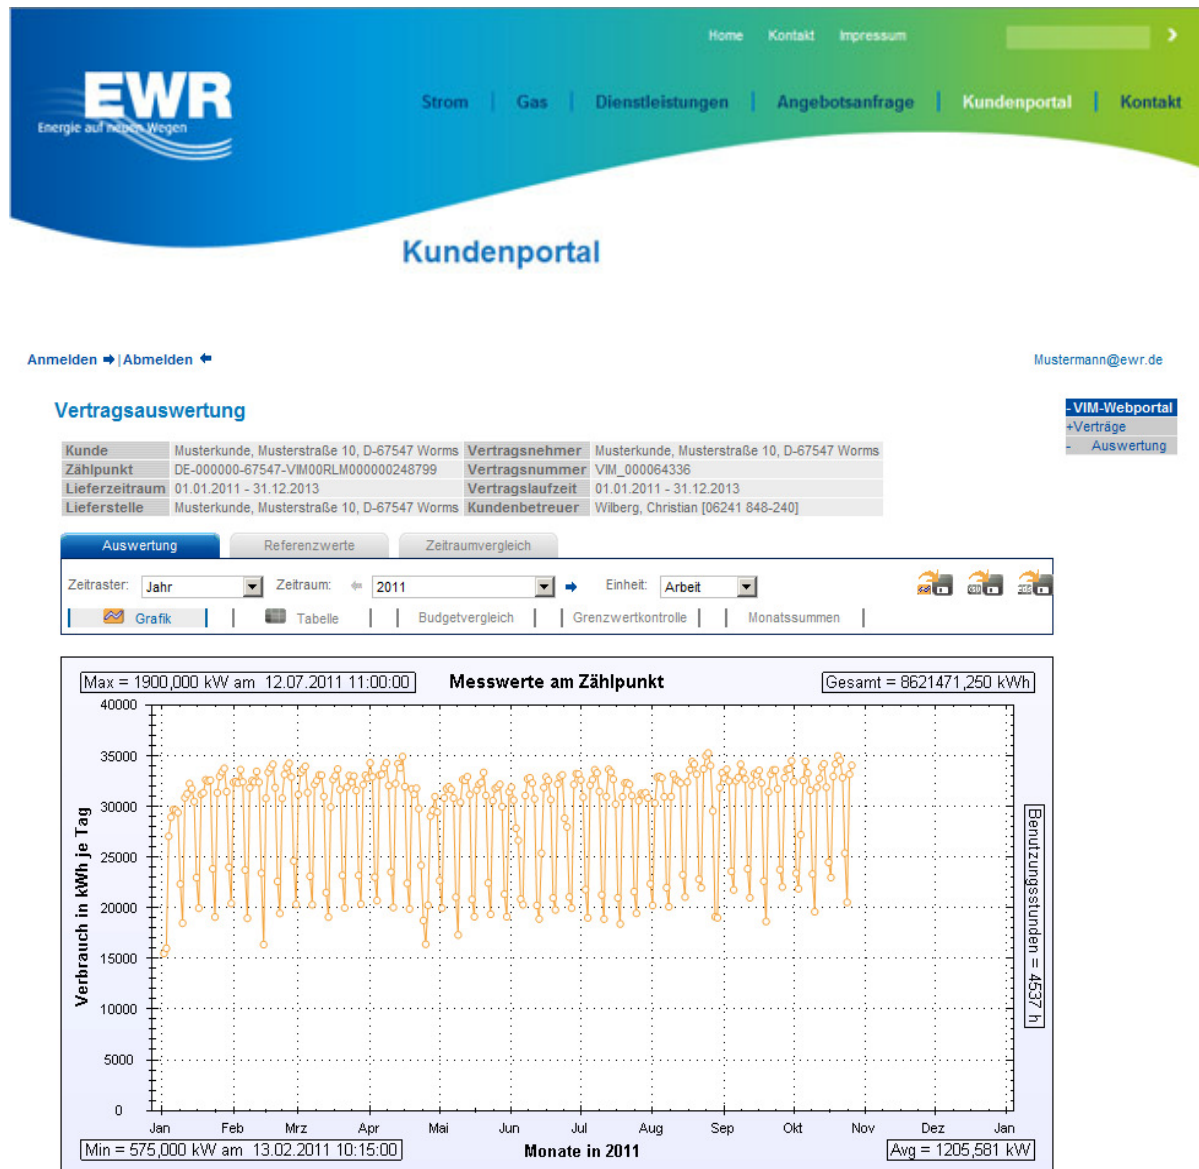 Home Kontakt Impressum
EWR
Energie auf neuen Wegen
Strom | Gas | Dienstleistungen | Angebotsanfrage | Kundenportal | Kontakt
Kundenportal
Anmelden | Abmelden
Mustermann@ewr.de
Vertragsauswertung
- VIM-Webportal
+Verträge
- Auswertung
Kunde Musterkunde, Musterstraße 10, D-67547 Worms Vertragsnehmer Musterkunde, Musterstraße 10, D-67547 Worms
Zählpunkt DE-000000-67547-VIM00RLM000000248799 Vertragsnummer VIM_000064336
Lieferzeitraum 01.01.2011 - 31.12.2013 Vertragslaufzeit 01.01.2011 - 31.12.2013
Lieferstelle Musterkunde, Musterstraße 10, D-67547 Worms Kundenbetreuer Wilberg, Christian [06241 848-240]
Auswertung Referenzwerte Zeitraumvergleich
Zeitraster: Jahr Zeitraum: 2011 Einheit: Arbeit
Grafik | Tabelle | Budgetvergleich | Grenzwertkontrolle | Monatssummen
Max = 1900,000 kW am 12.07.2011 11:00:00
Messwerte am Zählpunkt
Gesamt = 8621471,250 kWh
Verbrauch in kWh je Tag
40000
35000
30000
25000
20000
15000
10000
5000
0
Benutzungsstunden = 4537 h
Jan Feb Mrz Apr Mai Jun Jul Aug Sep Okt Nov Dez Jan
Min = 575,000 kW am 13.02.2011 10:15:00
Monate in 2011
Avg = 1205,581 kW